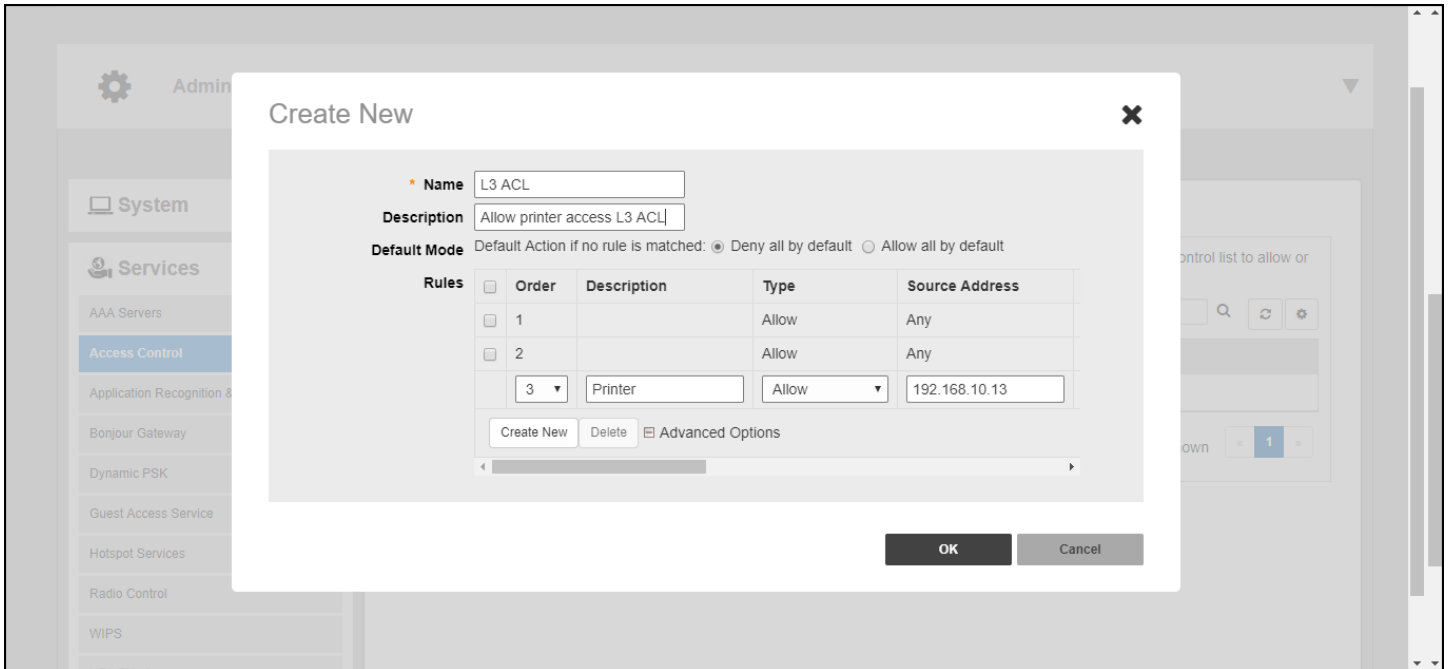 Admin
Create New
* Name L3 ACL
System
Description Allow printer access L3 ACL
Default Mode Default Action if no rule is matched: Deny all by default Allow all by default
Services
ontrol list to allow or
Rules Order Description Type Source Address
AAA Servers
1 Allow Any
Access Control
2 Allow Any
Application Recognition &
3 Printer Allow 192.168.10.13
Bonjour Gateway
Create New Delete Advanced Options
own « 1 »
Dynamic PSK
Guest Access Service
Hotspot Services
OK Cancel
Radio Control
WIPS